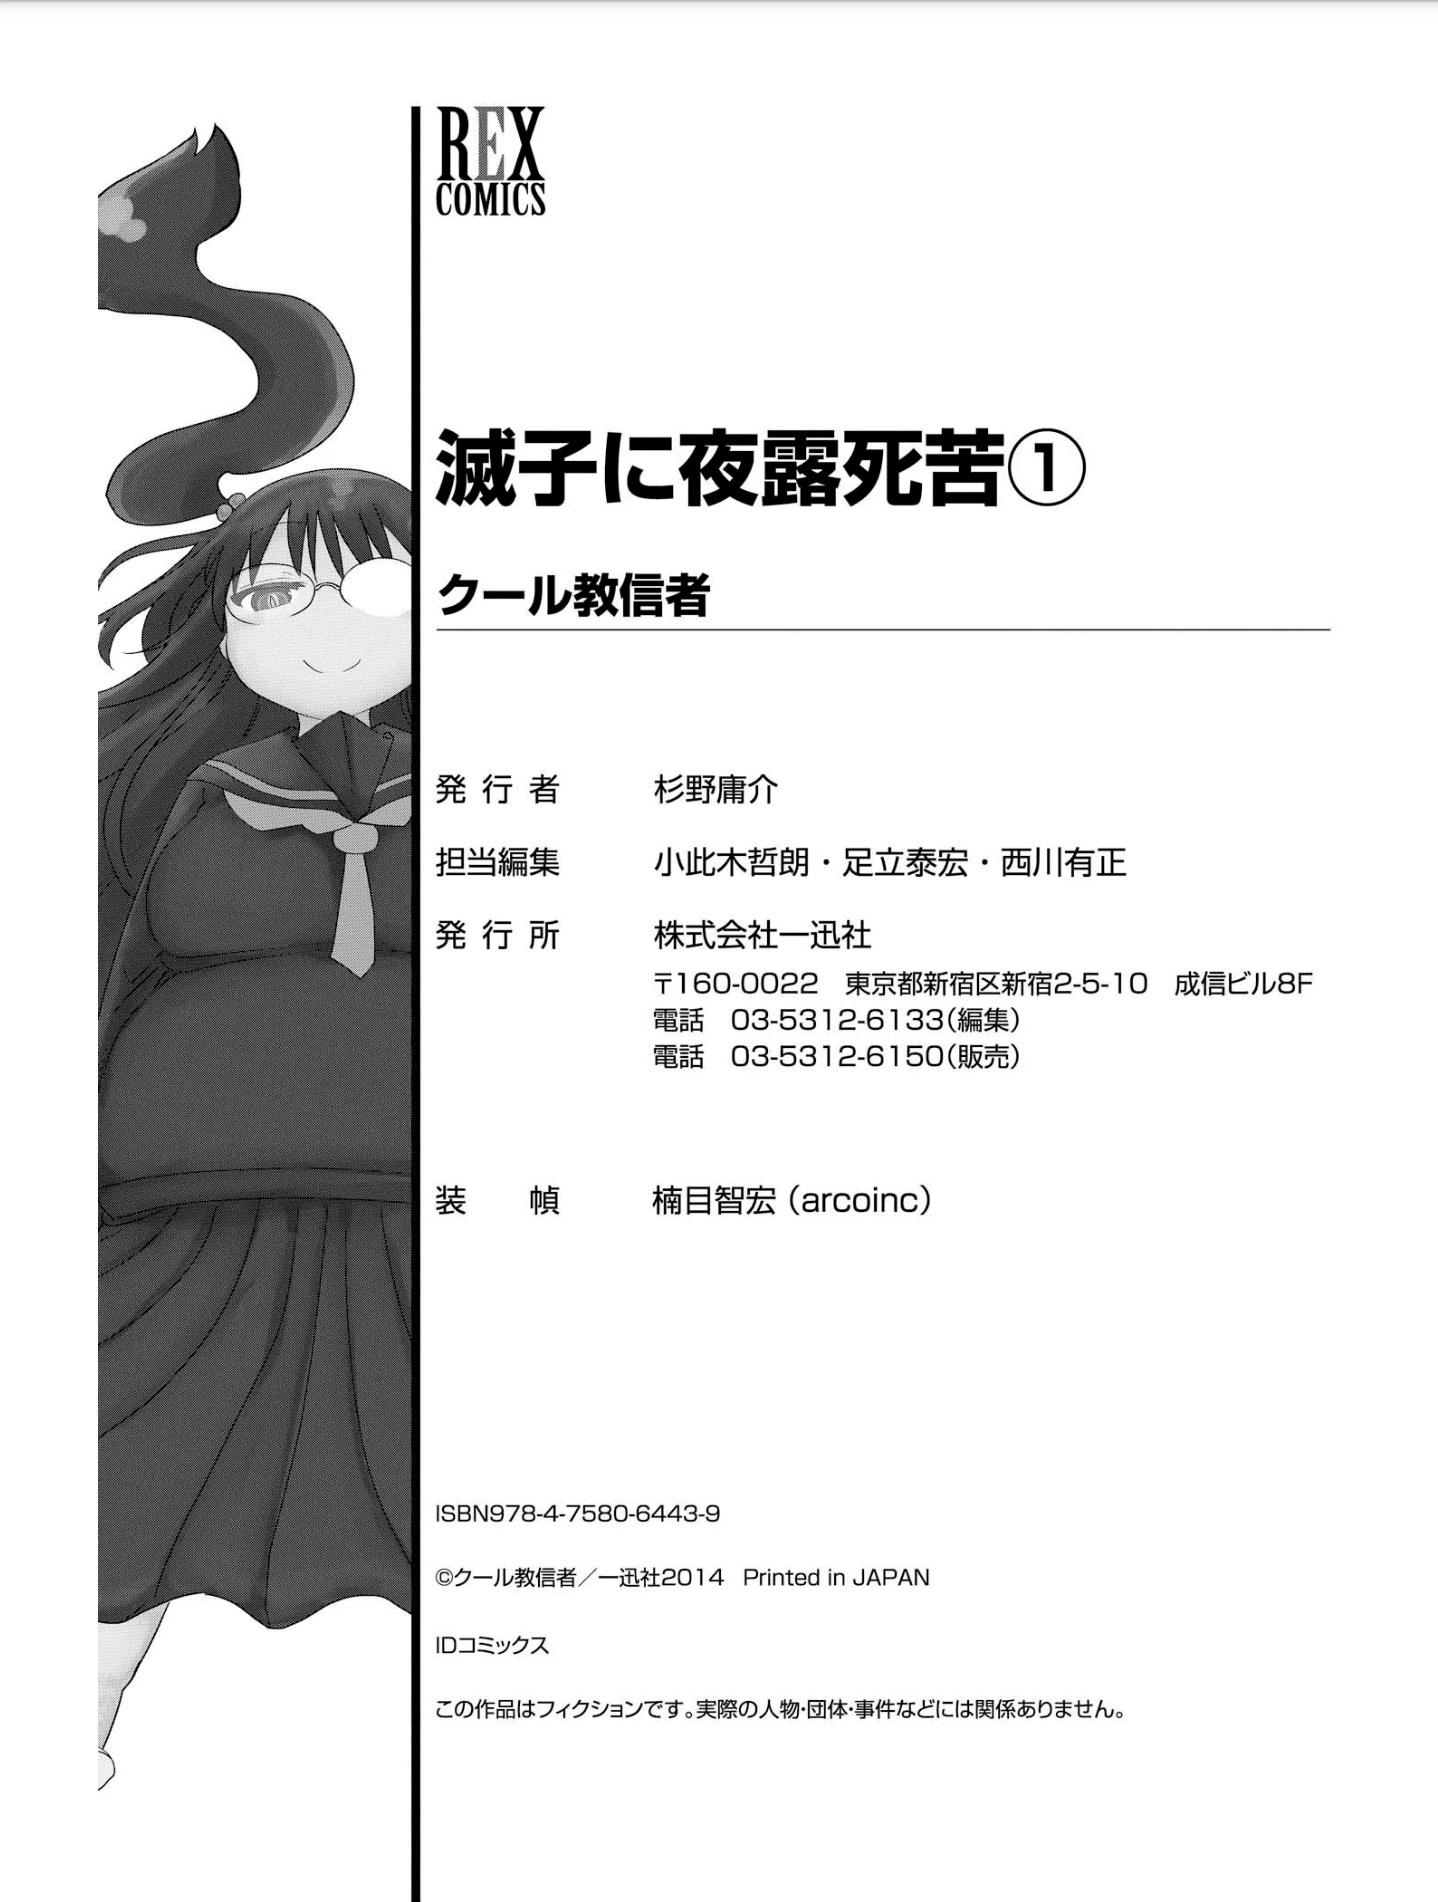 REX
COMICS
滅子に夜露死苦①
クール教信者
発行者 杉野庸介
担当編集 小此木哲朗・足立泰宏・西川有正
発行所 株式会社一迅社
〒160-0022 東京都新宿区新宿2-5-10 成信ビル8F
電話 03-5312-6133(編集)
電話 03-5312-6150(販売)
装幀 楠目智宏(arcoinc)
ISBN978-4-7580-6443-9
©クール教信者／一迅社2014 Printed in JAPAN
IDコミックス
この作品はフィクションです。実際の人物・団体・事件などには関係ありません。